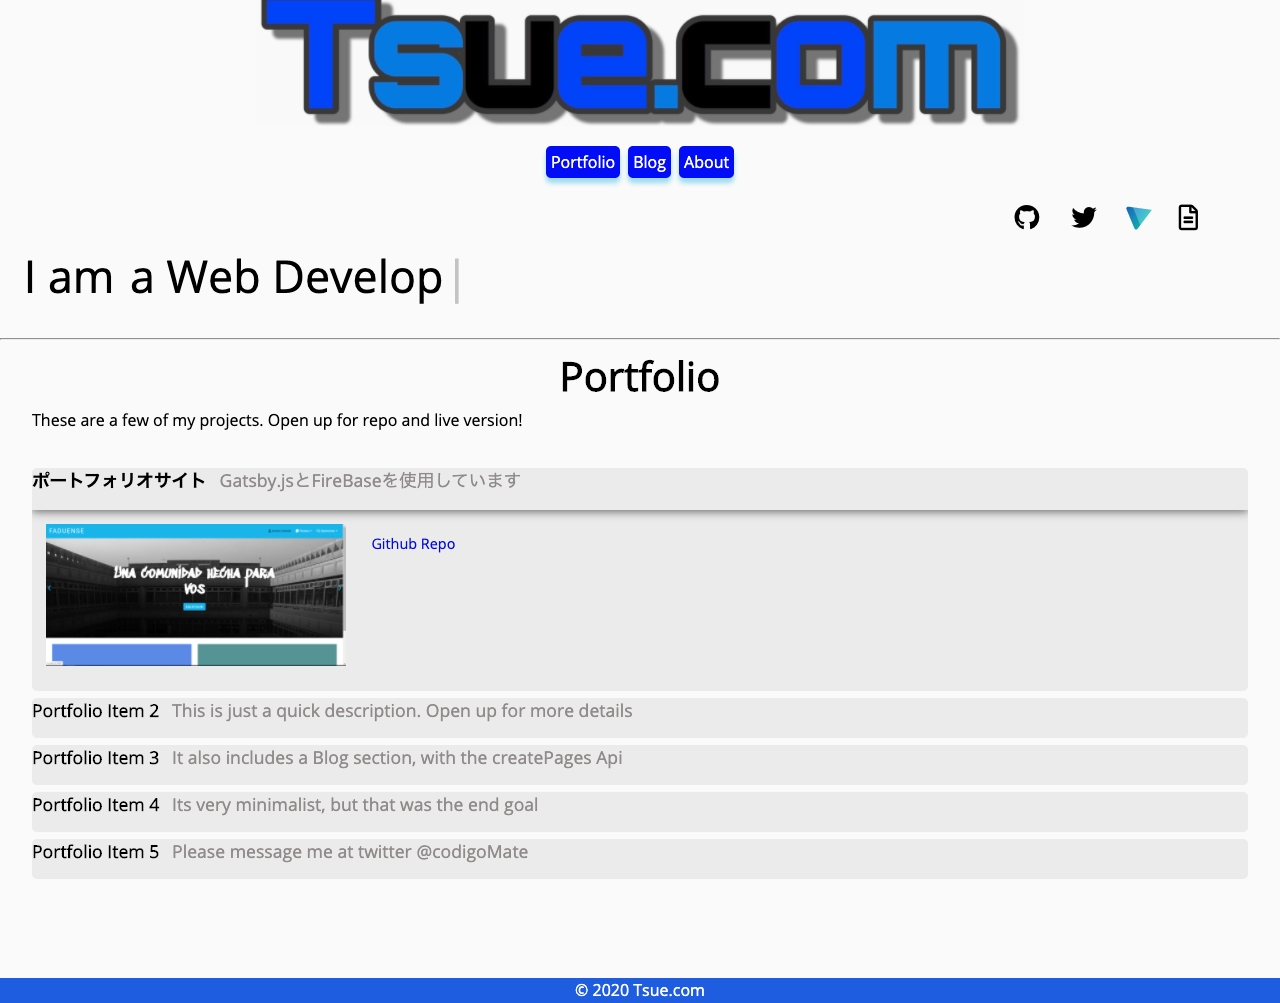 Tsue.com
Portfolio Blog About
I am a Web Develop
Portfolio
These are a few of my projects. Open up for repo and live version!
ポートフォリオサイト Gatsby.jsとFireBaseを使用しています
FADUENSE
UNA COMUNIDAD HECHA PARA
VOS
Github Repo
Portfolio Item 2 This is just a quick description. Open up for more details
Portfolio Item 3 It also includes a Blog section, with the createPages Api
Portfolio Item 4 Its very minimalist, but that was the end goal
Portfolio Item 5 Please message me at twitter @codigoMate
© 2020 Tsue.com